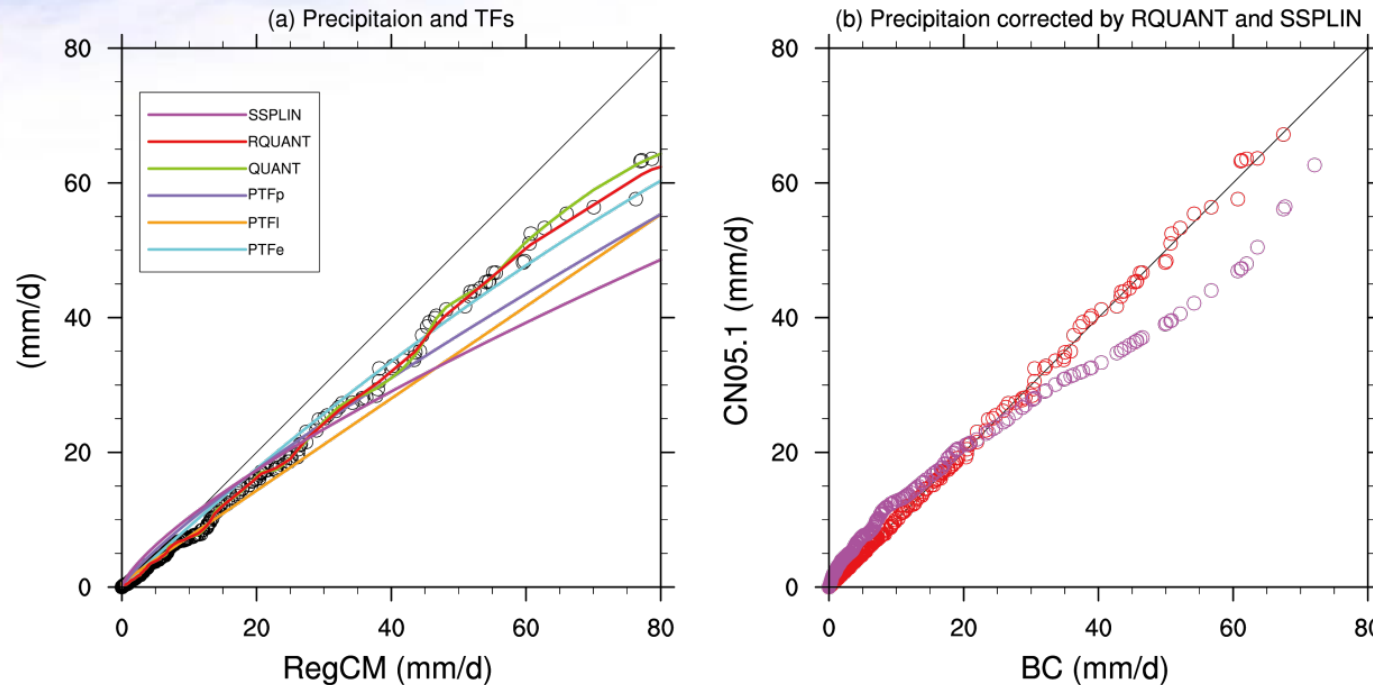 (a) Precipitaion and TFs
80
60
40
20
0
(mm/d)
SSPLIN
RQUANT
QUANT
PTFp
PTFl
PTFe
0 20 40 60 80
RegCM (mm/d)
(b) Precipitaion corrected by RQUANT and SSPLIN
80
60
40
20
0
CN05.1 (mm/d)
0 20 40 60 80
BC (mm/d)